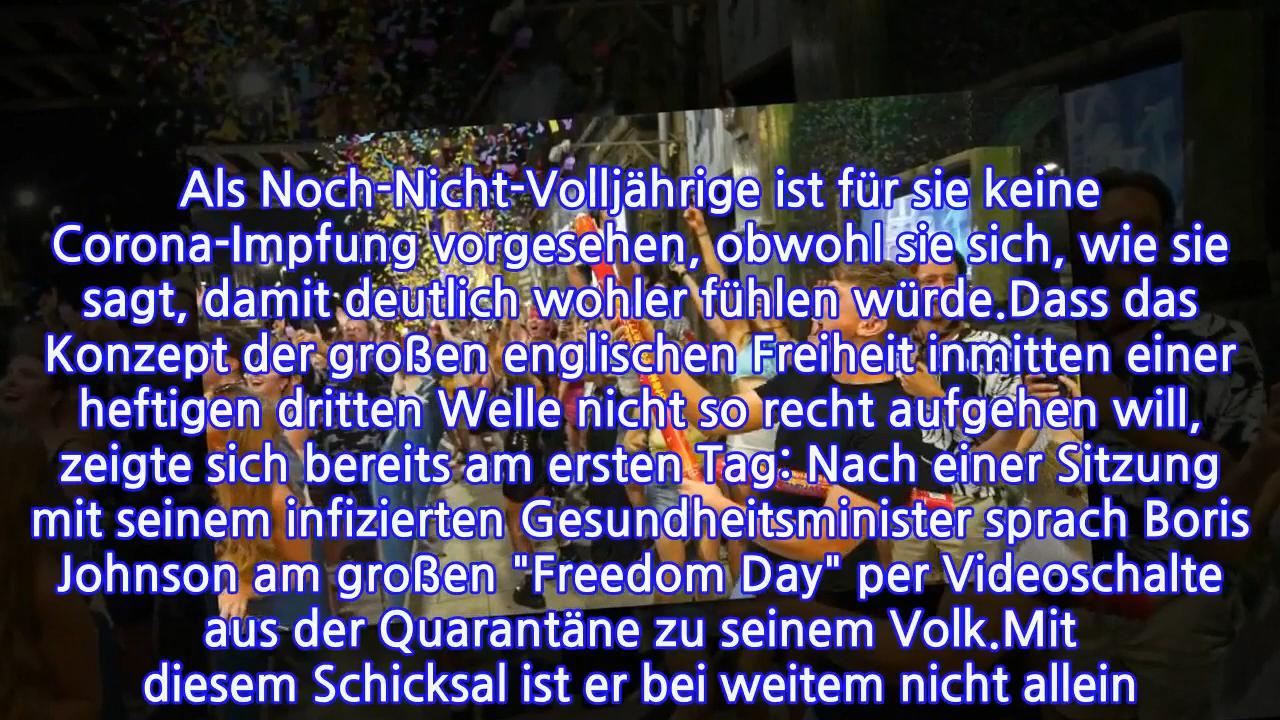 Als Noch-Nicht-Volljährige ist für sie keine
Corona-Impfung vorgesehen, obwohl sie sich, wie sie
sagt, damit deutlich wohler fühlen würde.Dass das
Konzept der großen englischen Freiheit inmitten einer
heftigen dritten Welle nicht so recht aufgehen will,
zeigte sich bereits am ersten Tag: Nach einer Sitzung
mit seinem infizierten Gesundheitsminister sprach Boris
Johnson am großen "Freedom Day" per Videoschalte
aus der Quarantäne zu seinem Volk.Mit
diesem Schicksal ist er bei weitem nicht allein